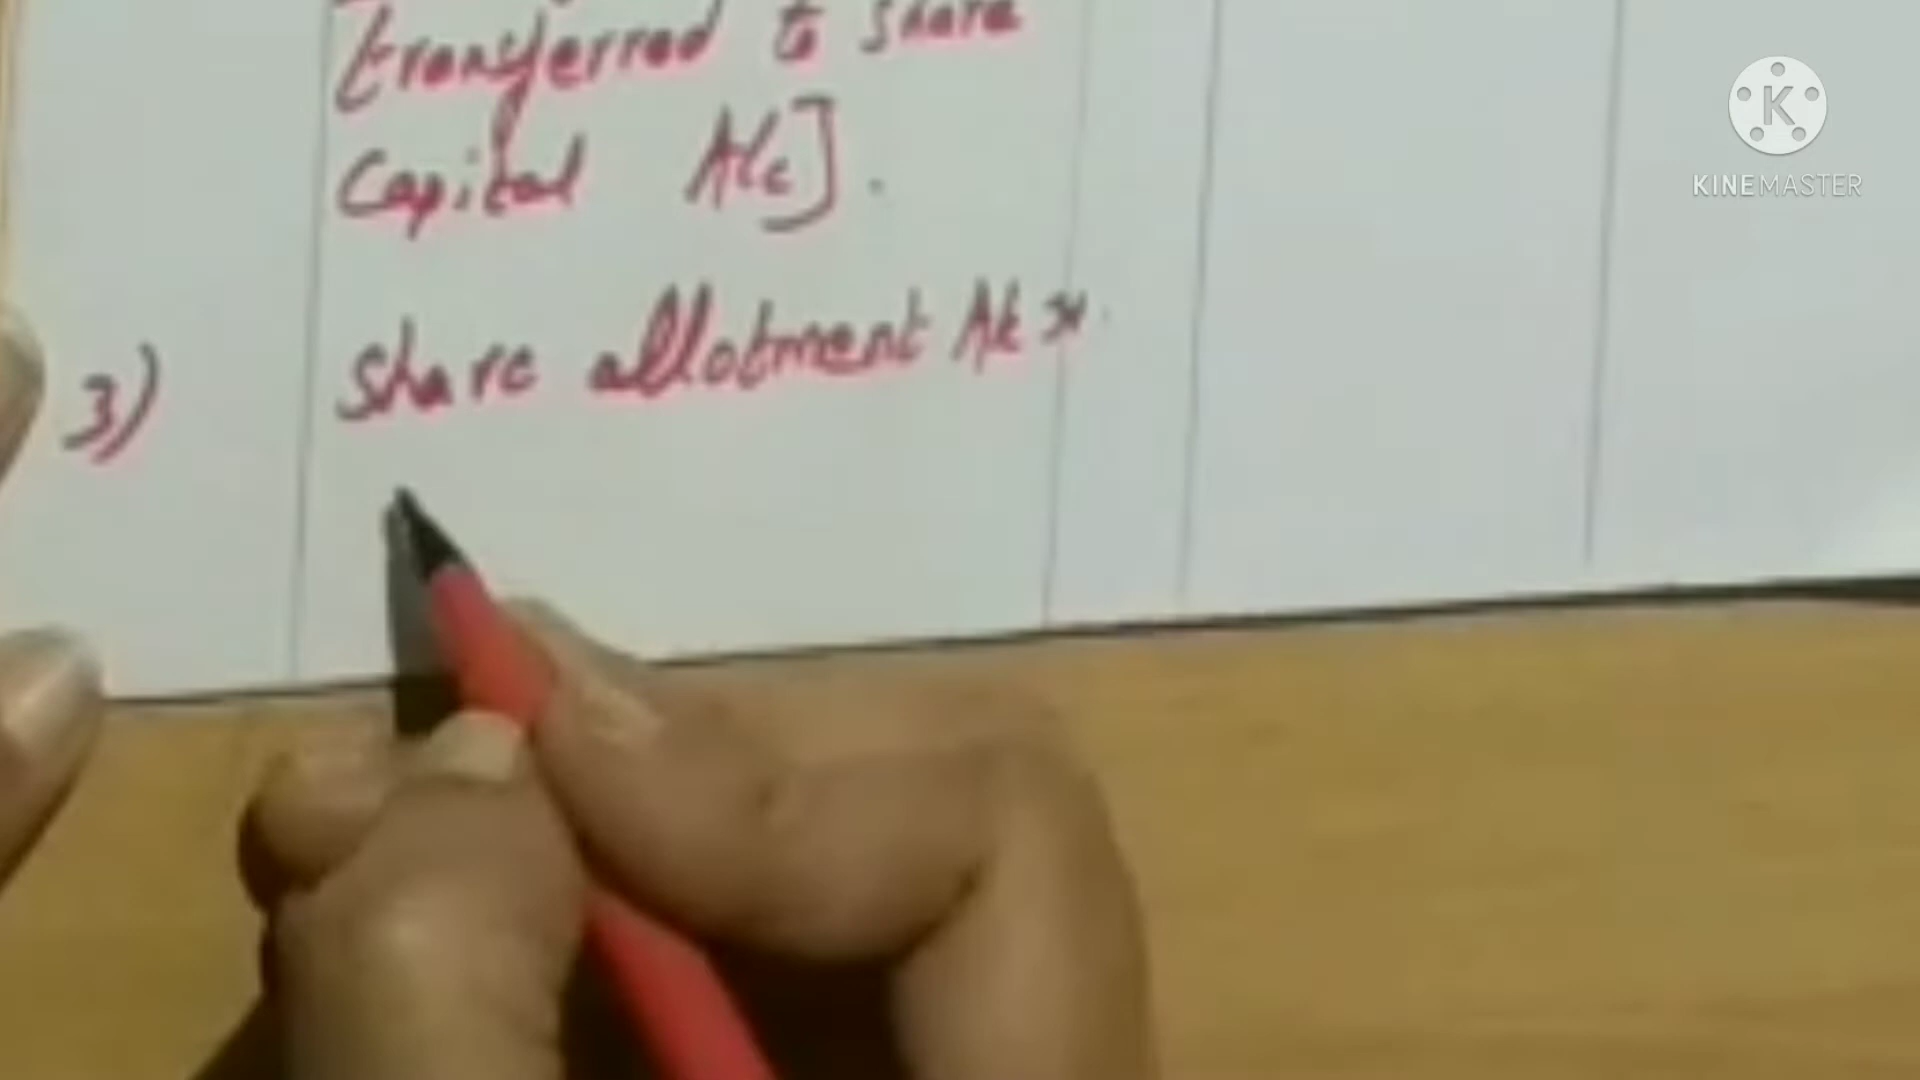 transferred to share
Capital A/c].
3) Share allotment A/c
K
KINEMASTER